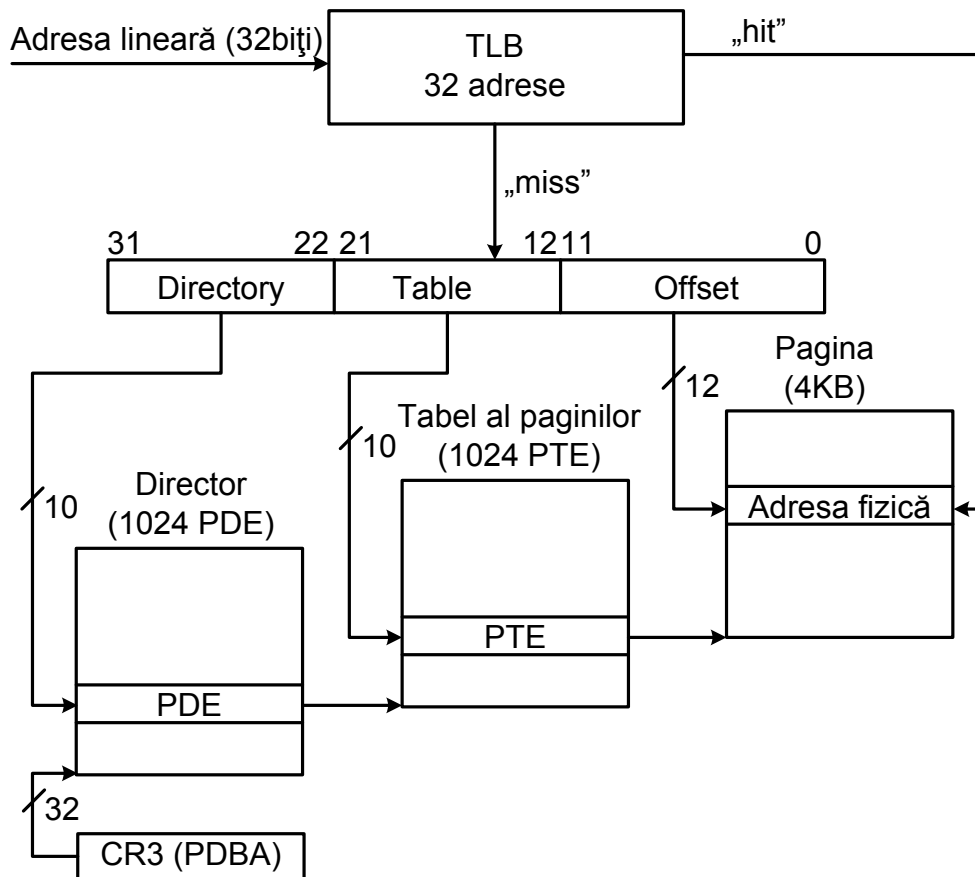 Adresa lineară (32biţi)
TLB
32 adrese
„hit”
„miss”
31
22
21
12
11
0
Directory
Table
Offset
Pagina
(4KB)
12
Tabel al paginilor
(1024 PTE)
10
Director
(1024 PDE)
10
Adresa fizică
PTE
PDE
32
CR3 (PDBA)